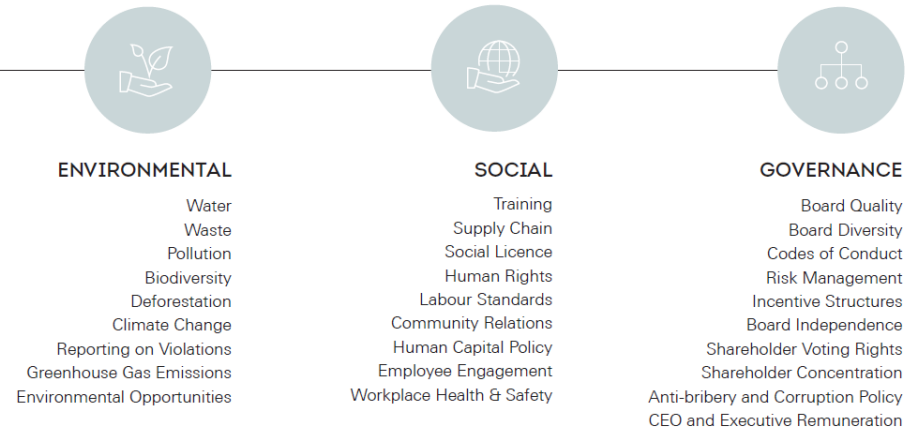 ENVIRONMENTAL
Water
Waste
Pollution
Biodiversity
Deforestation
Climate Change
Reporting on Violations
Greenhouse Gas Emissions
Environmental Opportunities
SOCIAL
Training
Supply Chain
Social Licence
Human Rights
Labour Standards
Community Relations
Human Capital Policy
Employee Engagement
Workplace Health & Safety
GOVERNANCE
Board Quality
Board Diversity
Codes of Conduct
Risk Management
Incentive Structures
Board Independence
Shareholder Voting Rights
Shareholder Concentration
Anti-bribery and Corruption Policy
CEO and Executive Remuneration